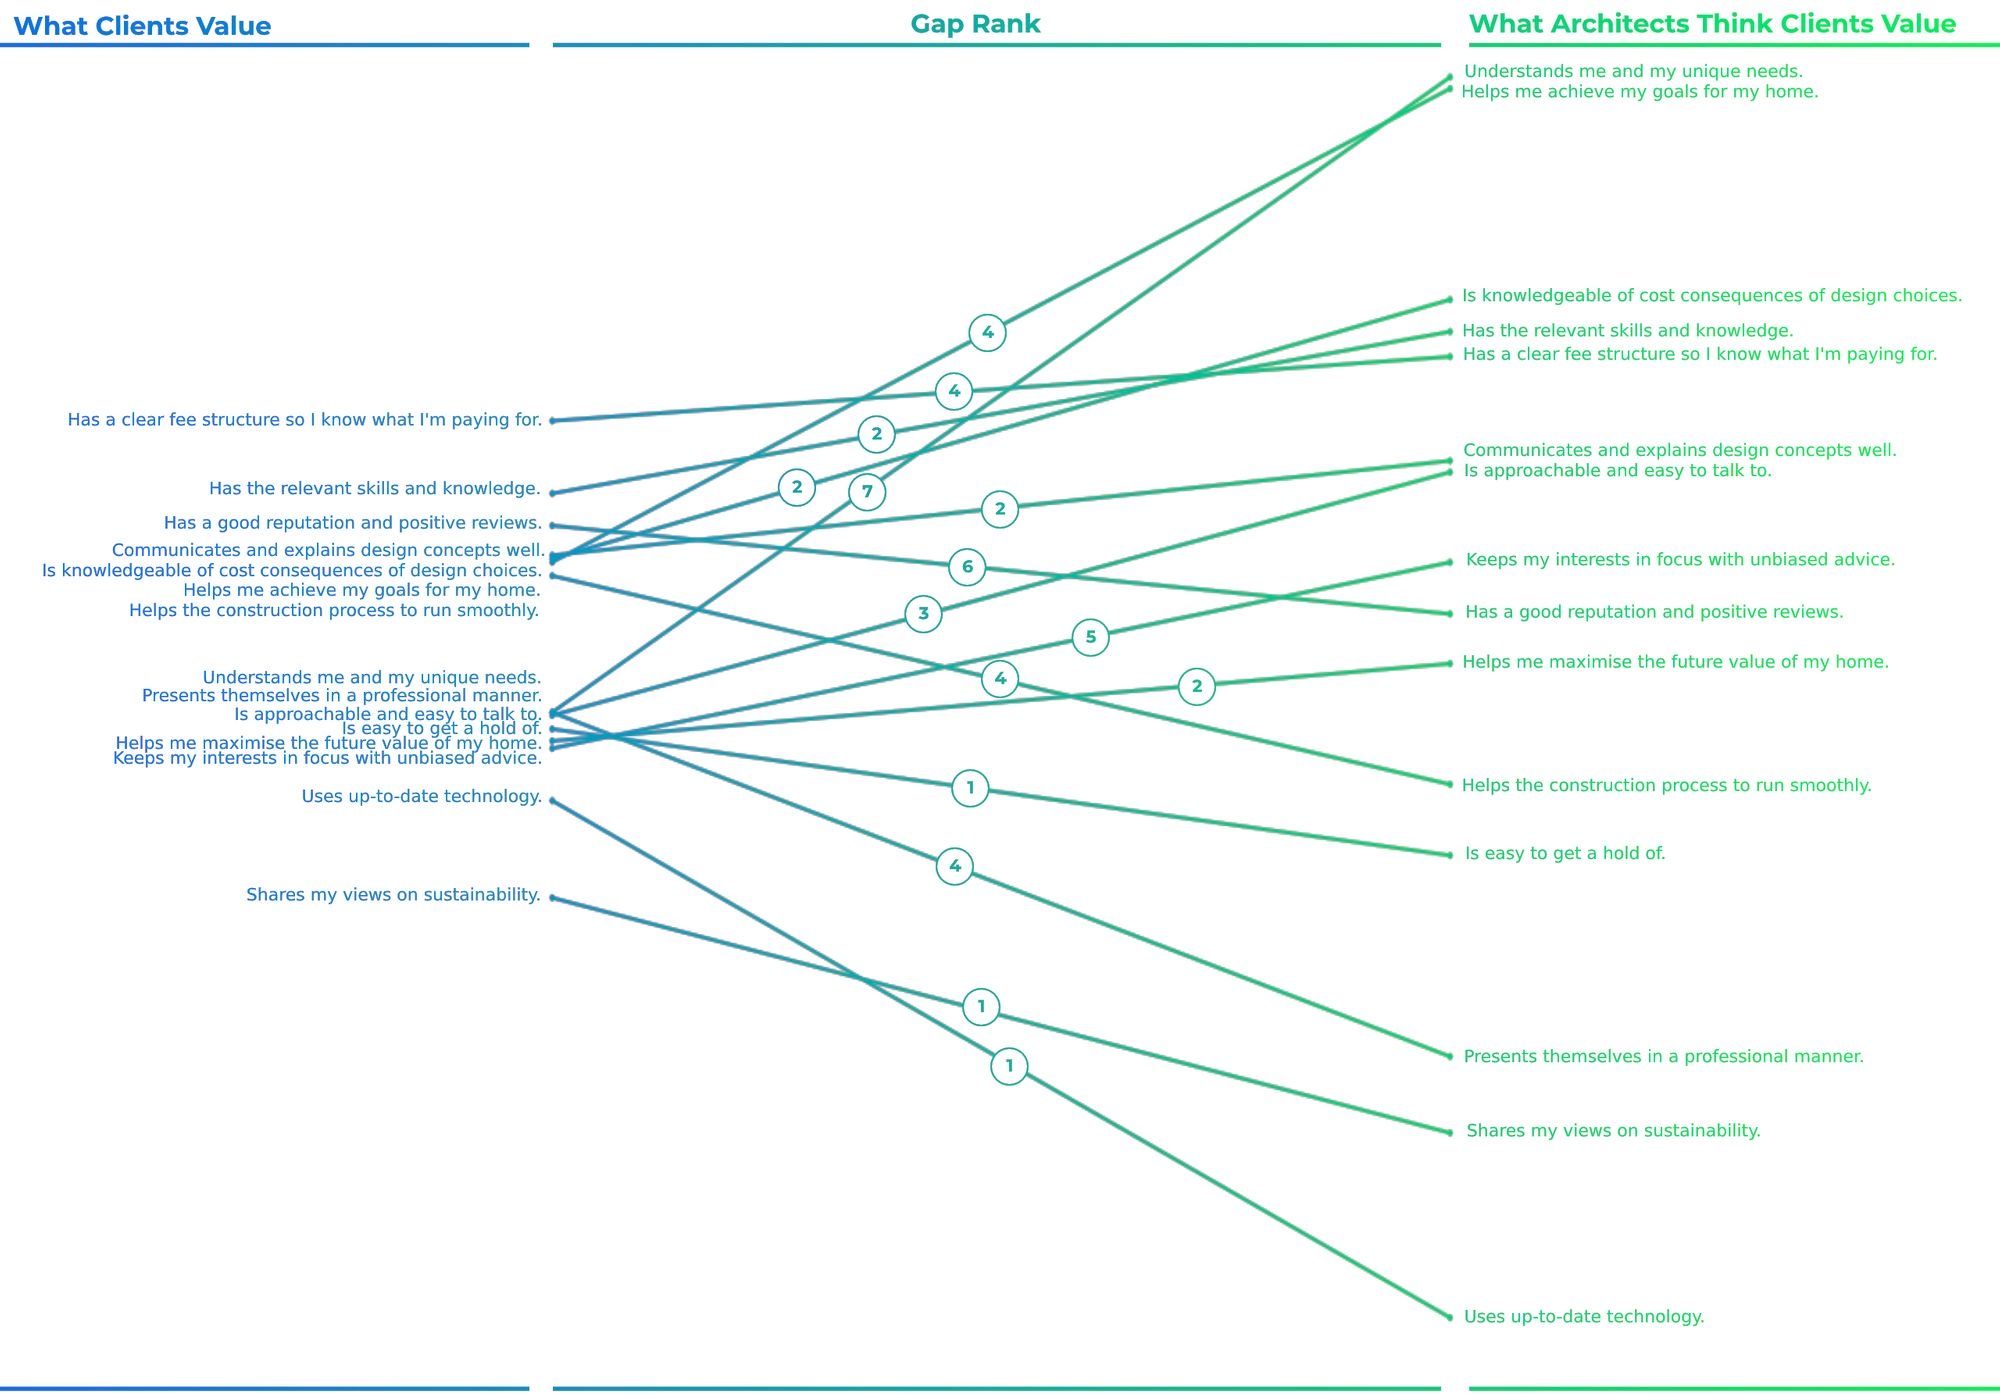 What Clients Value
Gap Rank
What Architects Think Clients Value
Has a clear fee structure so I know what I'm paying for.
Has the relevant skills and knowledge.
Has a good reputation and positive reviews.
Communicates and explains design concepts well.
Is knowledgeable of cost consequences of design choices.
Helps me achieve my goals for my home.
Helps the construction process to run smoothly.
Understands me and my unique needs.
Presents themselves in a professional manner.
Is approachable and easy to talk to.
Is easy to get a hold of.
Helps me maximise the future value of my home.
Keeps my interests in focus with unbiased advice.
Uses up-to-date technology.
Shares my views on sustainability.
4
4
2
2
7
2
6
3
5
4
2
1
4
1
1
Understands me and my unique needs.
Helps me achieve my goals for my home.
Is knowledgeable of cost consequences of design choices.
Has the relevant skills and knowledge.
Has a clear fee structure so I know what I'm paying for.
Communicates and explains design concepts well.
Is approachable and easy to talk to.
Keeps my interests in focus with unbiased advice.
Has a good reputation and positive reviews.
Helps me maximise the future value of my home.
Helps the construction process to run smoothly.
Is easy to get a hold of.
Presents themselves in a professional manner.
Shares my views on sustainability.
Uses up-to-date technology.